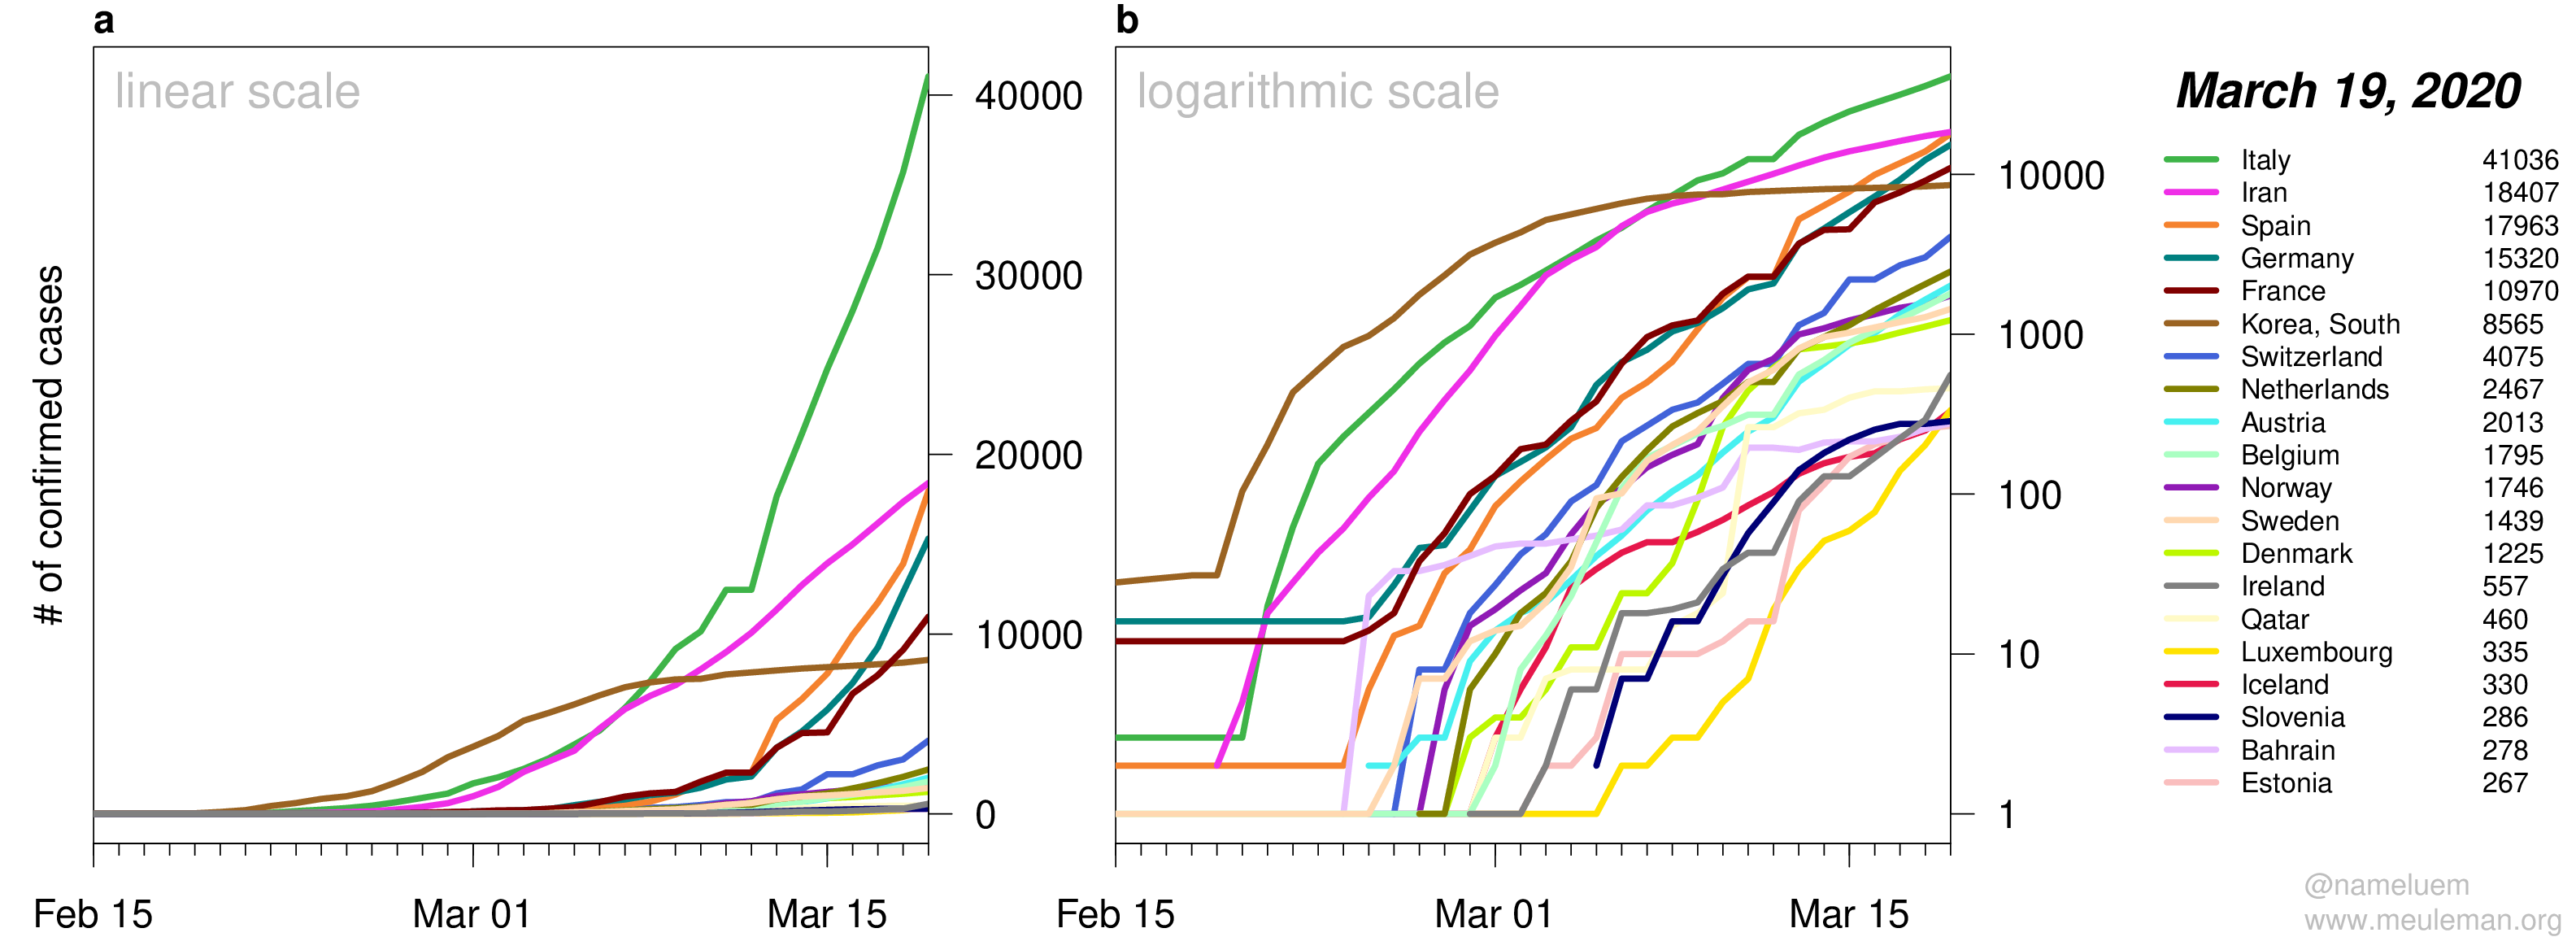 a
linear scale
# of confirmed cases
40000
30000
20000
10000
0
Feb 15
Mar 01
Mar 15
b
logarithmic scale
10000
1000
100
10
1
Feb 15
Mar 01
Mar 15
March 19, 2020
Italy 41036
Iran 18407
Spain 17963
Germany 15320
France 10970
Korea, South 8565
Switzerland 4075
Netherlands 2467
Austria 2013
Belgium 1795
Norway 1746
Sweden 1439
Denmark 1225
Ireland 557
Qatar 460
Luxembourg 335
Iceland 330
Slovenia 286
Bahrain 278
Estonia 267
@nameluem
www.meuleman.org